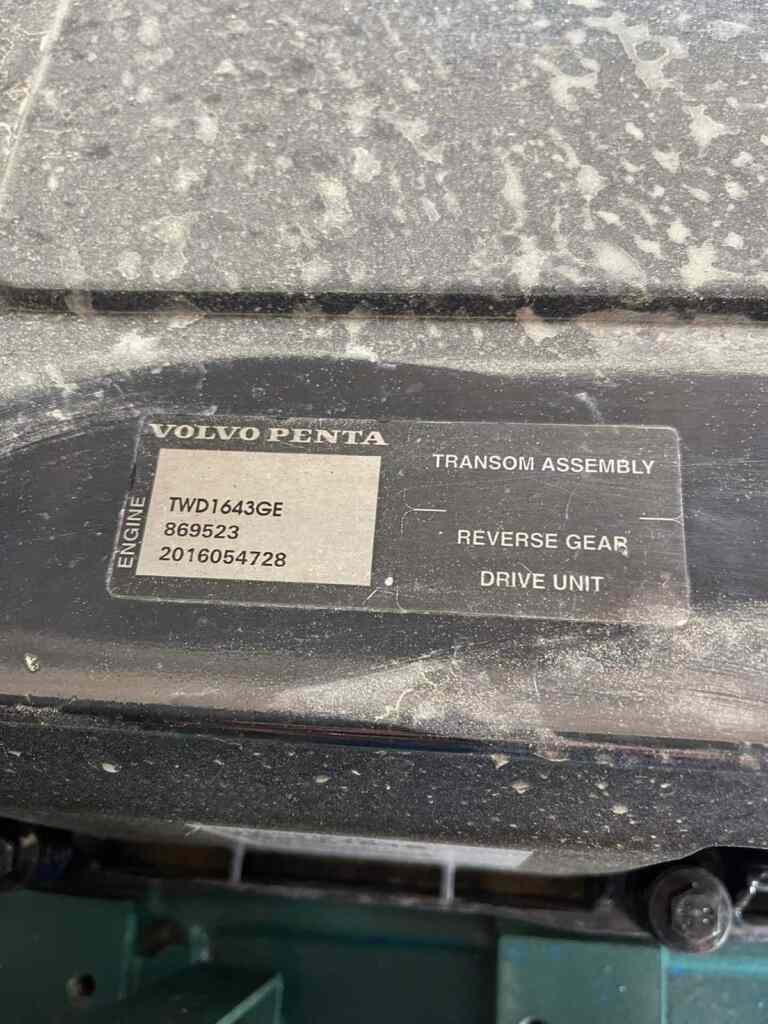 VOLVO PENTA
ENGINE
TWD1643GE
869523
2016054728
TRANSOM ASSEMBLY
REVERSE GEAR
DRIVE UNIT